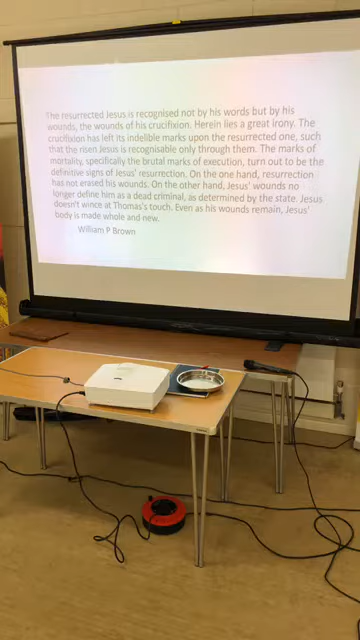 The resurrected Jesus is recognised not by his words but by his
wounds, the wounds of his crucifixion. Herein lies a great irony. The
crucifixion has left its indelible marks upon the resurrected one, such
that the risen Jesus is recognisable only through them. The marks of
mortality, specifically the brutal marks of execution, turn out to be the
definitive signs of Jesus' resurrection. On the one hand, resurrection
has not erased his wounds. On the other hand, Jesus' wounds no
longer define him as a dead criminal, as determined by the state. Jesus
doesn't wince at Thomas's touch. Even as his wounds remain, Jesus'
body is made whole and new.
William P Brown